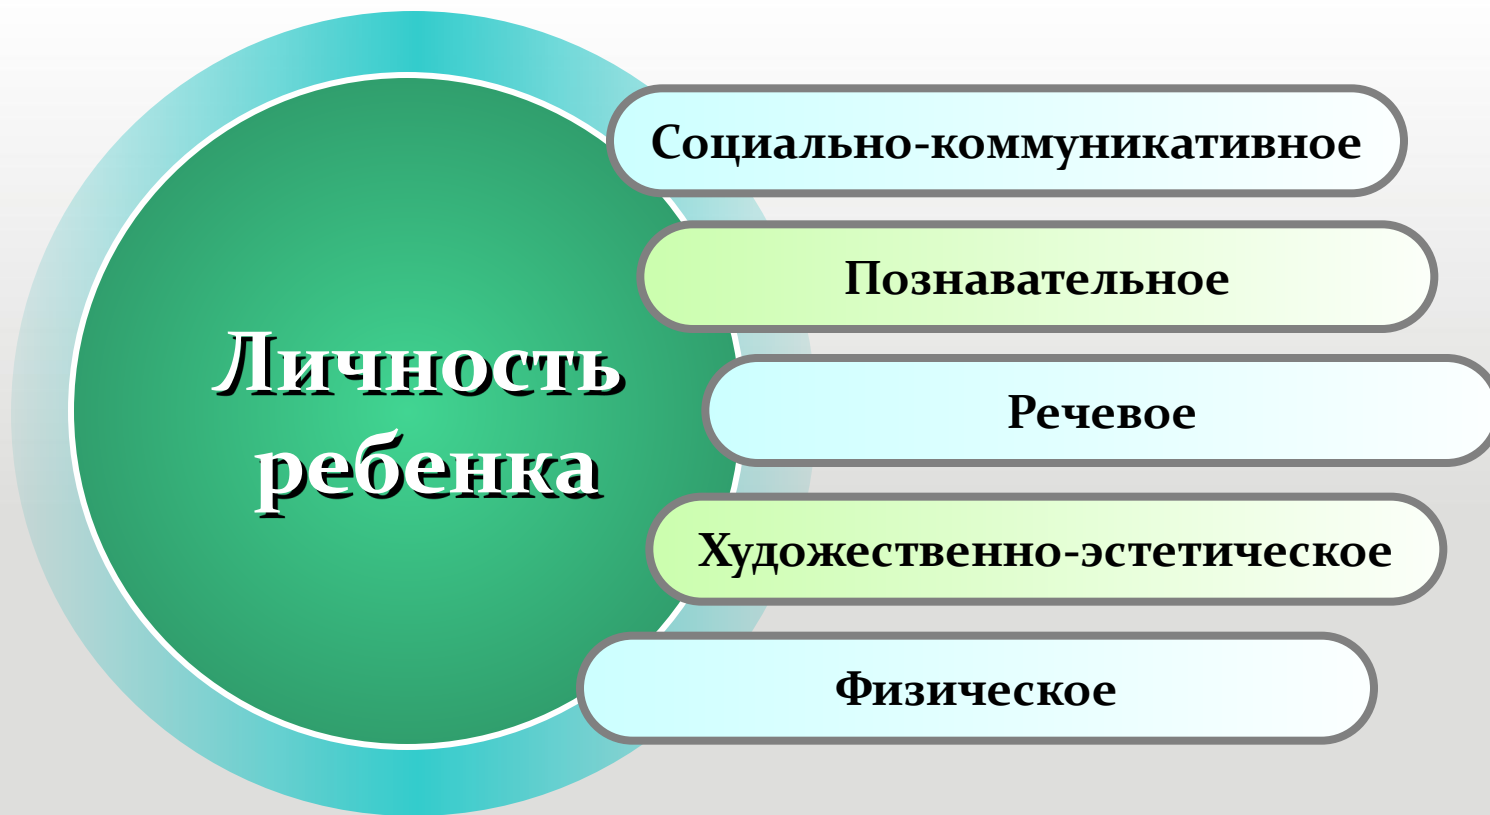 Личность
ребенка
Социально-коммуникативное
Познавательное
Речевое
Художественно-эстетическое
Физическое